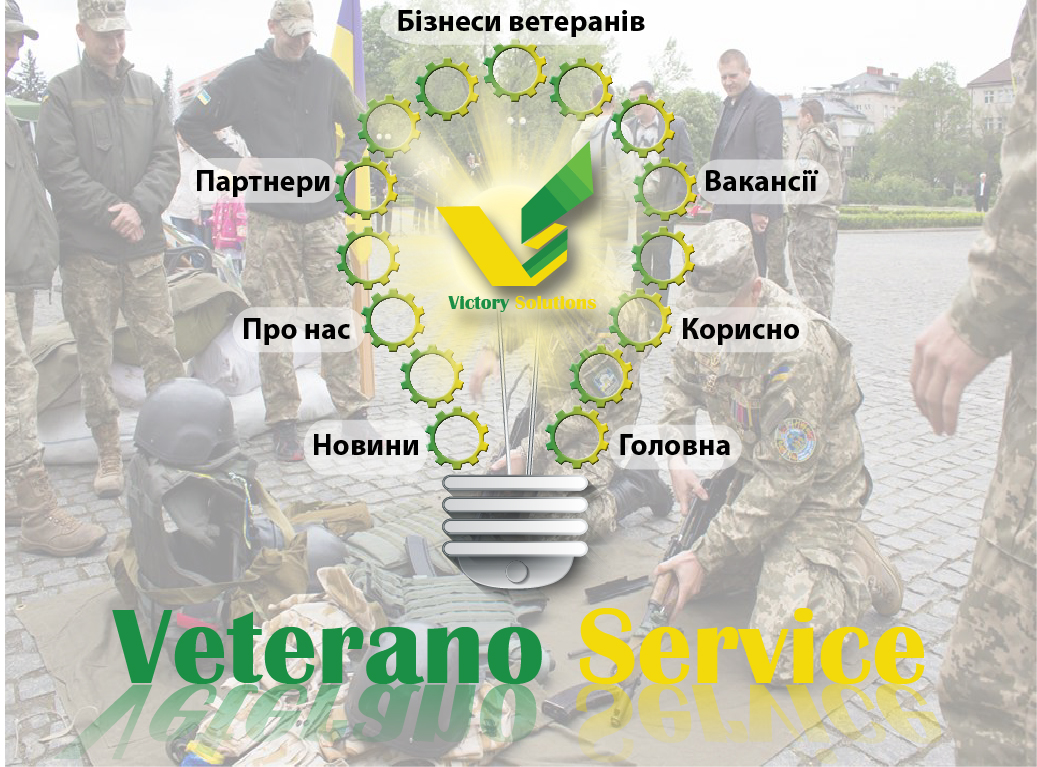 Бізнеси ветеранів
Партнери
Вакансії
Victory Solutions
Про нас
Корисно
Новини
Головна
Veterano Service